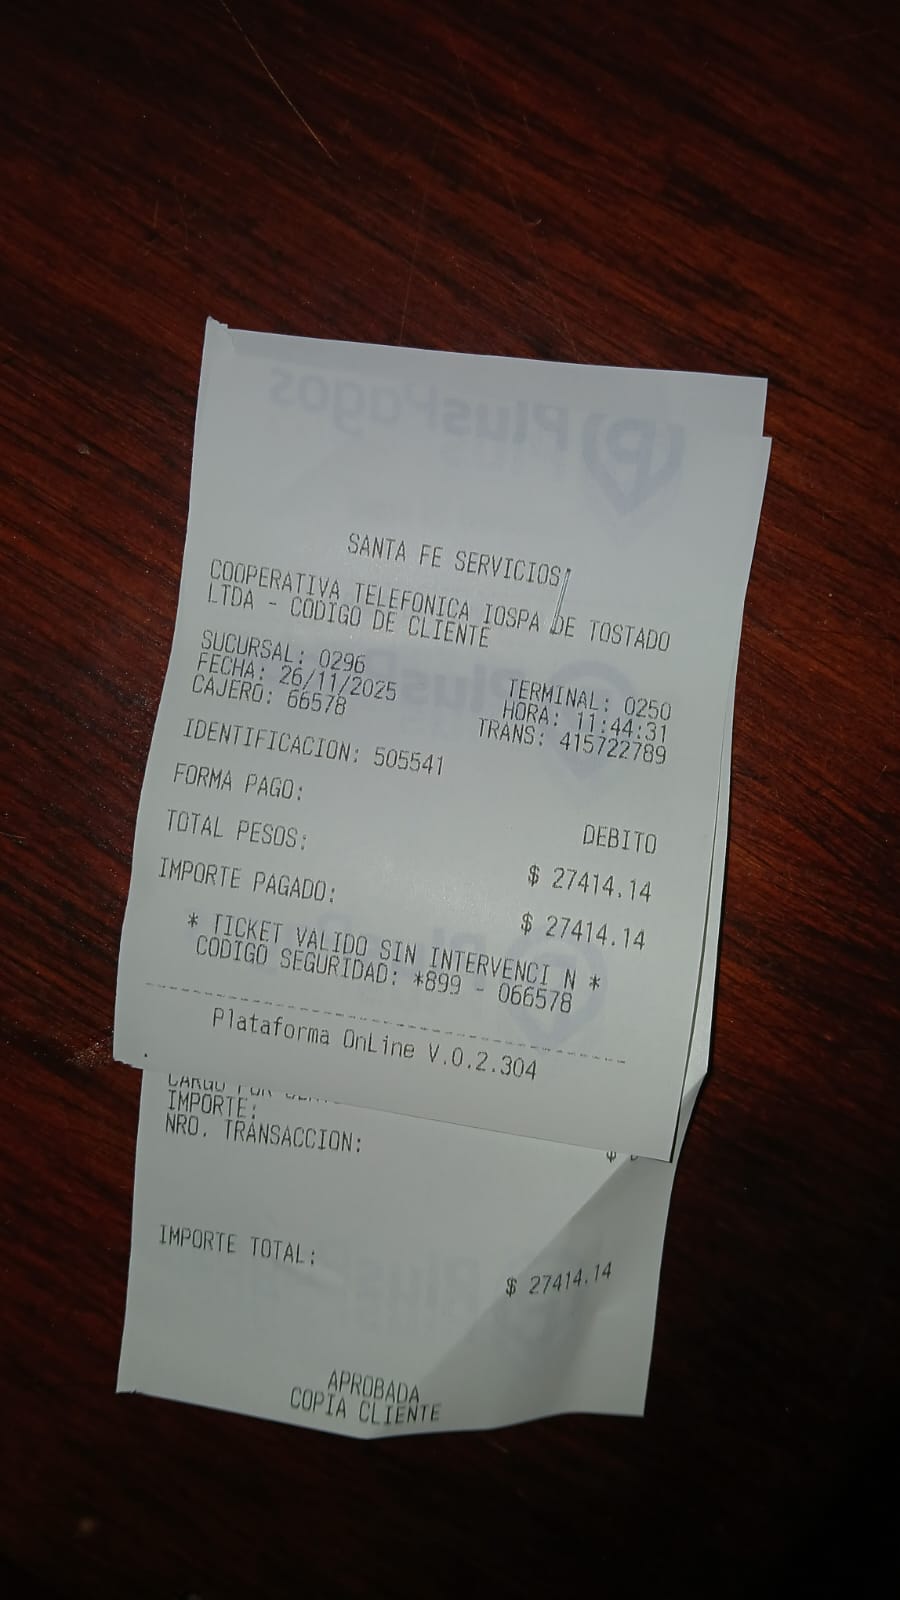 PlusPagos
SANTA FE SERVICIOS
COOPERATIVA TELEFONICA IOSPA DE TOSTADO
LTDA - CODIGO DE CLIENTE
SUCURSAL: 0296 TERMINAL: 0250
FECHA: 26/11/2025 HORA: 11:44:31
CAJERO: 66578 TRANS: 415722789
IDENTIFICACION: 505541
FORMA PAGO: DEBITO
TOTAL PESOS: $ 27414.14
IMPORTE PAGADO: $ 27414.14
* TICKET VALIDO SIN INTERVENCI N *
CODIGO SEGURIDAD: *899 - 066578
Plataforma OnLine V.0.2.304
IMPORTE:
NRO. TRANSACCION:
IMPORTE TOTAL: $ 27414.14
APROBADA
COPIA CLIENTE